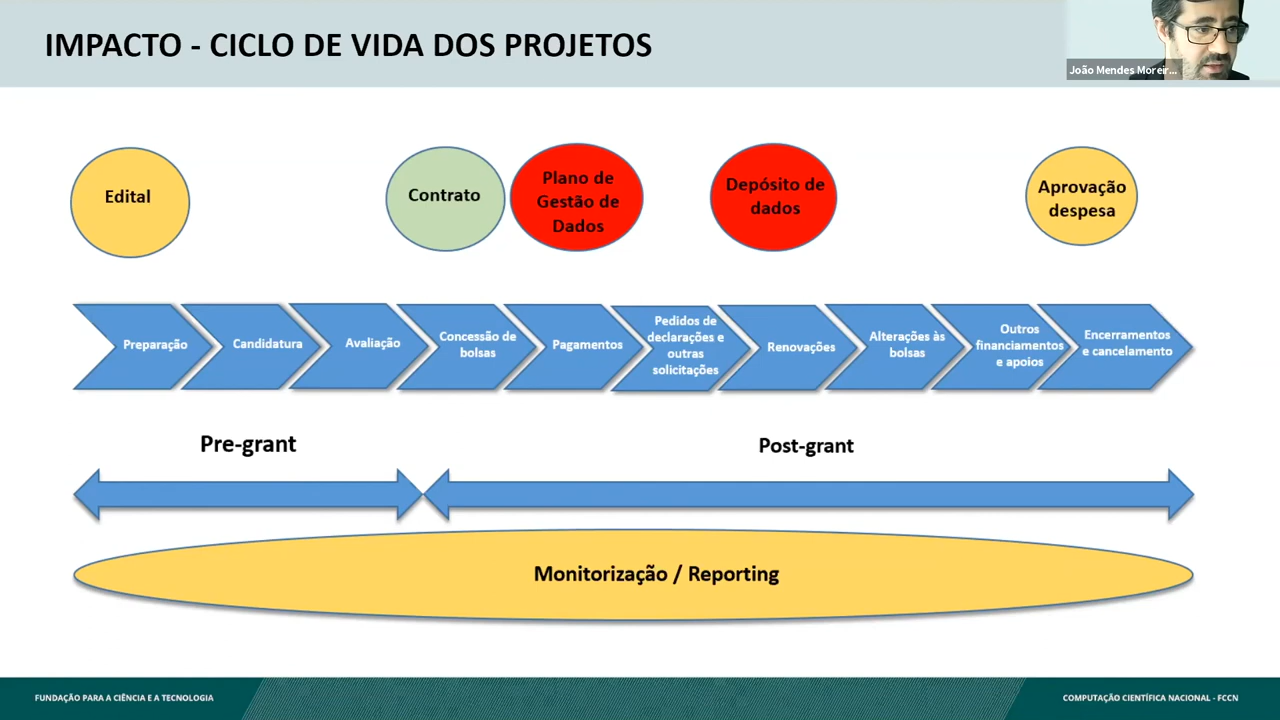 IMPACTO - CICLO DE VIDA DOS PROJETOS
João Mendes Moreir...
Edital
Contrato
Plano de
Gestão de
Dados
Depósito de
dados
Aprovação
despesa
Preparação
Candidatura
Avaliação
Concessão de
bolsas
Pagamentos
Pedidos de
declarações e
outras
solicitações
Renovações
Alterações às
bolsas
Outros
financiamentos
e apoios
Encerramentos
e cancelamento
Pre-grant
Post-grant
Monitorização / Reporting
FUNDAÇÃO PARA A CIÊNCIA E A TECNOLOGIA
COMPUTAÇÃO CIENTÍFICA NACIONAL - FCCN